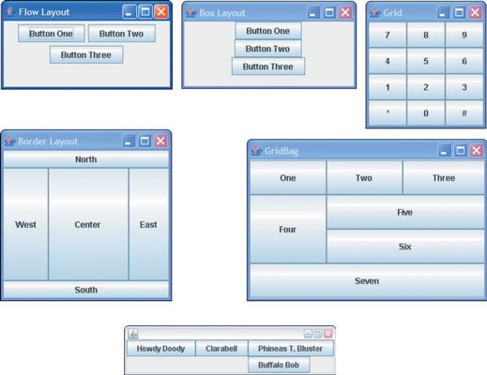 Flow Layout
Button One Button Two
Button Three
Box Layout
Button One
Button Two
Button Three
Grid
7 8 9
4 5 6
1 2 3
* 0 #
Border Layout
North
West Center East
South
GridBag
One Two Three
Four
Five
Six
Seven
Howdy Doody Clarabell Phineas T. Bluster
Buffalo Bob